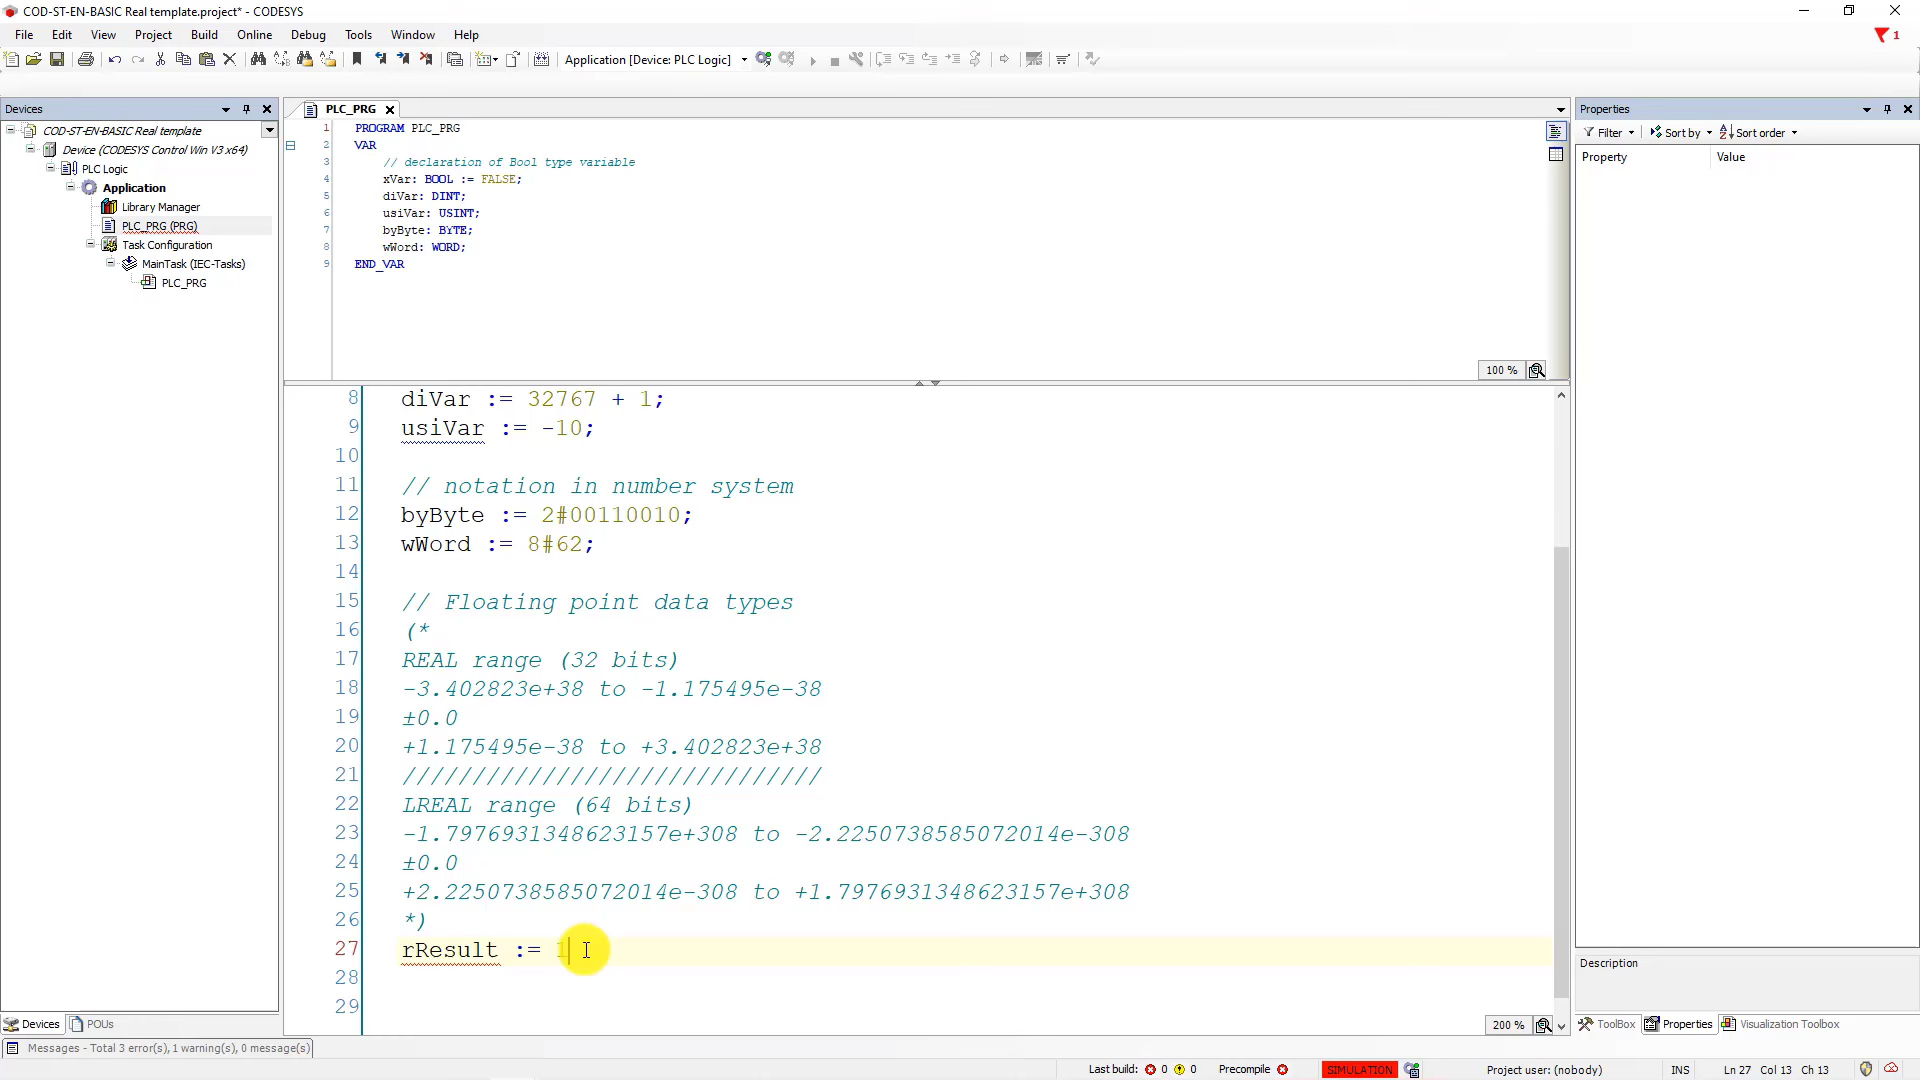 COD-ST-EN-BASIC Real template.project* - CODESYS
File Edit View Project Build Online Debug Tools Window Help
1
Application [Device: PLC Logic]
Devices
PLC_PRG
Properties
COD-ST-EN-BASIC Real template
Device (CODESYS Control Win V3 x64)
PLC Logic
Application
Library Manager
PLC_PRG (PRG)
Task Configuration
MainTask (IEC-Tasks)
PLC_PRG
1 PROGRAM PLC_PRG
2 VAR
3 // declaration of Bool type variable
4 xVar: BOOL := FALSE;
5 diVar: DINT;
6 usiVar: USINT;
7 byByte: BYTE;
8 wWord: WORD;
9 END_VAR
100 %
Filter Sort by Sort order
Property Value
8 diVar := 32767 + 1;
9 usiVar := -10;
10
11 // notation in number system
12 byByte := 2#00110010;
13 wWord := 8#62;
14
15 // Floating point data types
16 (*
17 REAL range (32 bits)
18 -3.402823e+38 to -1.175495e-38
19 ±0.0
20 +1.175495e-38 to +3.402823e+38
21 //////////////////////////////
22 LREAL range (64 bits)
23 -1.7976931348623157e+308 to -2.2250738585072014e-308
24 ±0.0
25 +2.2250738585072014e-308 to +1.7976931348623157e+308
26 *)
27 rResult := 1
28
29
200 %
Description
Devices POUs
ToolBox Properties Visualization Toolbox
Messages - Total 3 error(s), 1 warning(s), 0 message(s)
Last build: 0 0 Precompile SIMULATION Project user: (nobody) INS Ln 27 Col 13 Ch 13